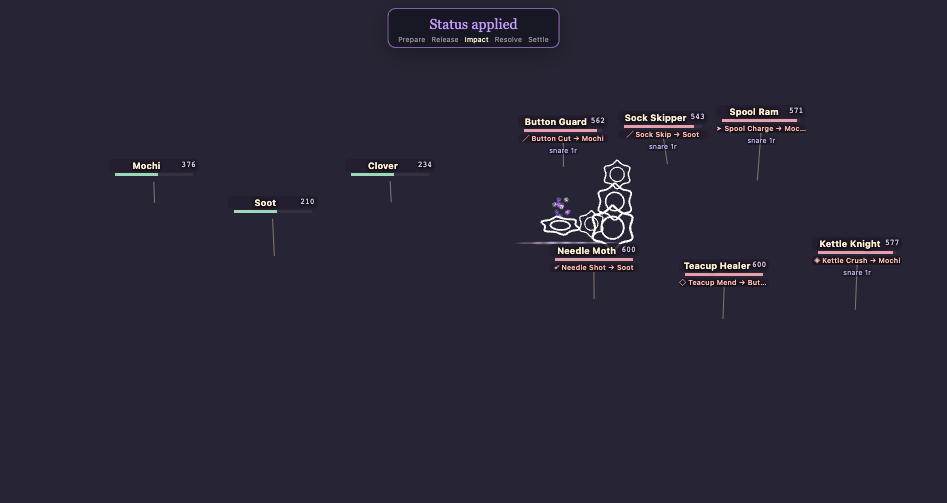 Status applied
Prepare Release Impact Resolve Settle
Mochi 376
Soot 210
Clover 234
Button Guard 562
Button Cut → Mochi
snare 1r
Sock Skipper 543
Sock Skip → Soot
snare 1r
Spool Ram 571
Spool Charge → Moc…
snare 1r
Needle Moth 600
Needle Shot → Soot
Teacup Healer 600
Teacup Mend → But…
Kettle Knight 577
Kettle Crush → Mochi
snare 1r